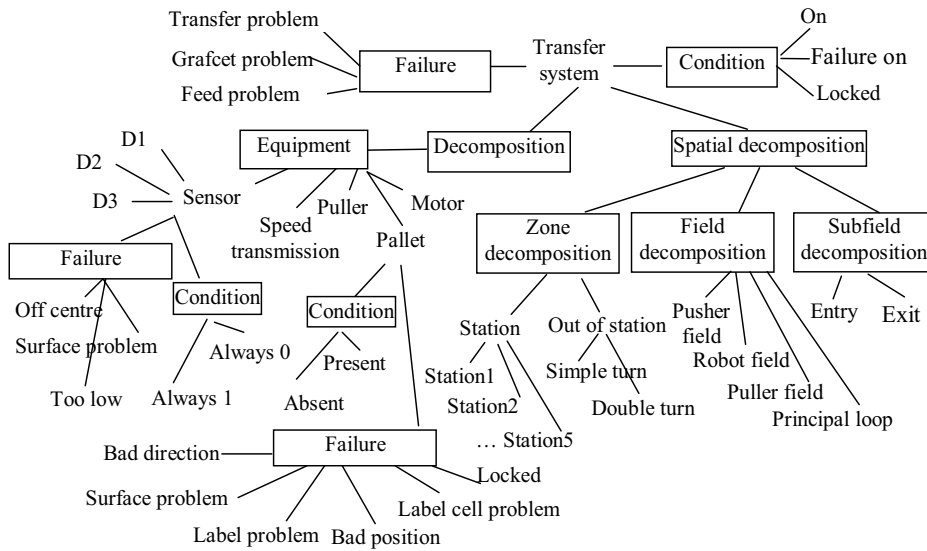 Transfer problem
Grafcet problem
Feed problem
Failure
Transfer
system
Condition
On
Failure on
Locked
D1
D2
D3
Sensor
Equipment
Decomposition
Spatial decomposition
Speed
transmission
Puller
Motor
Pallet
Zone
decomposition
Field
decomposition
Subfield
decomposition
Failure
Off centre
Surface problem
Too low
Condition
Always 0
Always 1
Condition
Present
Absent
Station
Station1
Station2
… Station5
Out of station
Simple turn
Double turn
Pusher
field
Robot field
Puller field
Principal loop
Entry
Exit
Failure
Bad direction
Surface problem
Label problem
Bad position
Label cell problem
Locked